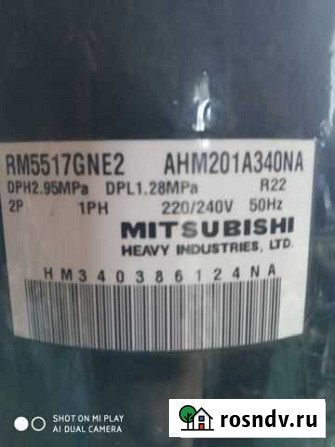 RM5517GNE2 AHM201A340NA
DPH2.95MPa DPL1.28MPa R22
2P 1PH 220/240V 50Hz
MITSUBISHI
HEAVY INDUSTRIES, LTD.
HM340386124NA
SHOT ON MI PLAY
AI DUAL CAMERA
rosndv.ru